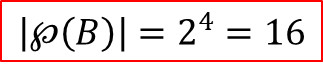 |℘(B)| = 2⁴ = 16